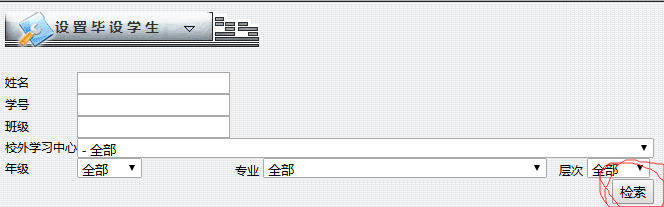 设置毕设学生
姓名
学号
班级
校外学习中心 - 全部
年级 全部 专业 全部 层次 全部
检索